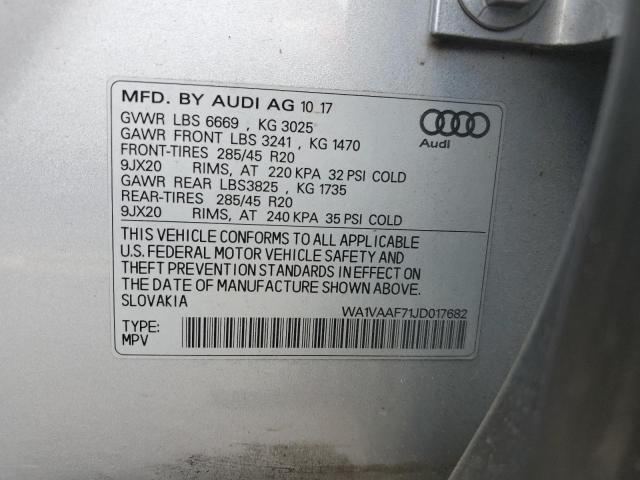 MFD. BY AUDI AG 10 17
GVWR LBS 6669 , KG 3025
GAWR FRONT LBS 3241 , KG 1470
FRONT-TIRES 285/45 R20
9JX20 RIMS, AT 220 KPA 32 PSI COLD
GAWR REAR LBS3825 , KG 1735
REAR-TIRES 285/45 R20
9JX20 RIMS, AT 240 KPA 35 PSI COLD
Audi
THIS VEHICLE CONFORMS TO ALL APPLICABLE
U.S. FEDERAL MOTOR VEHICLE SAFETY AND
THEFT PREVENTION STANDARDS IN EFFECT ON
THE DATE OF MANUFACTURE SHOWN ABOVE.
SLOVAKIA
WA1VAAF71JD017682
TYPE:
MPV